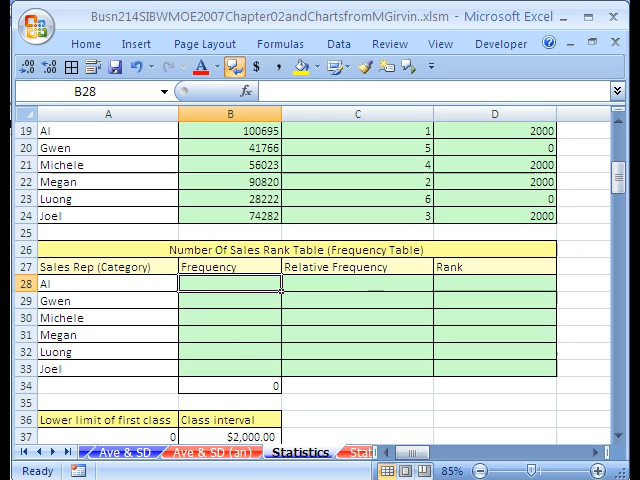 Busn214SIBWMOE2007Chapter02andChartsfromMGirvin..xlsm - Microsoft Excel
Home Insert Page Layout Formulas Data Review View Developer
.00 .0 $ ,
B28 fx
A B C D
19 Al 100695 1 2000
20 Gwen 41766 5 0
21 Michele 56023 4 2000
22 Megan 90820 2 2000
23 Luong 28222 6 0
24 Joel 74282 3 2000
25
26 Number Of Sales Rank Table (Frequency Table)
27 Sales Rep (Category) Frequency Relative Frequency Rank
28 Al
29 Gwen
30 Michele
31 Megan
32 Luong
33 Joel
34 0
35
36 Lower limit of first class Class interval
37 0 $2,000.00
Ave & SD Ave & SD (an) Statistics Stati
Ready 85%